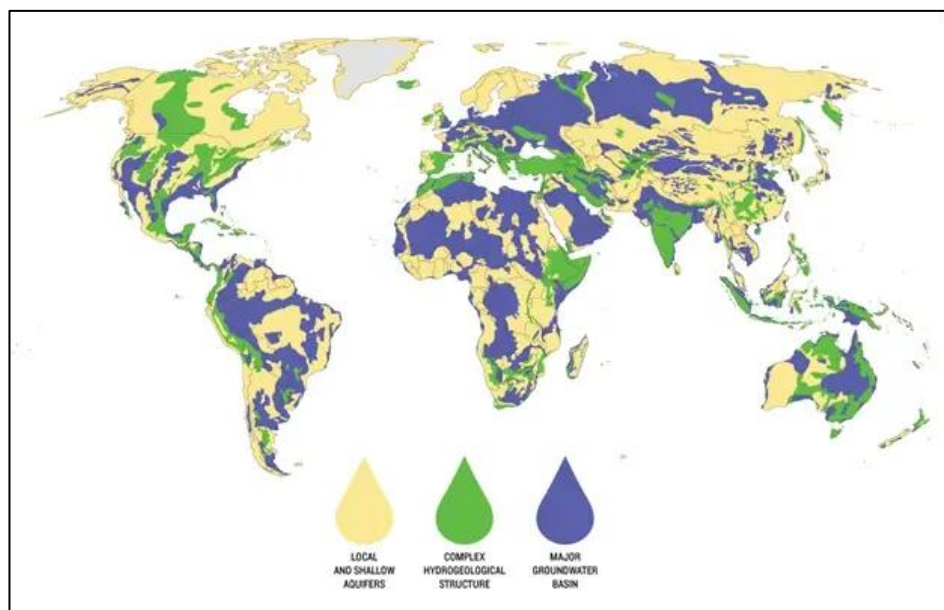 LOCAL
AND SHALLOW
AQUIFERS
COMPLEX
HYDROGEOLOGICAL
STRUCTURE
MAJOR
GROUNDWATER
BASIN